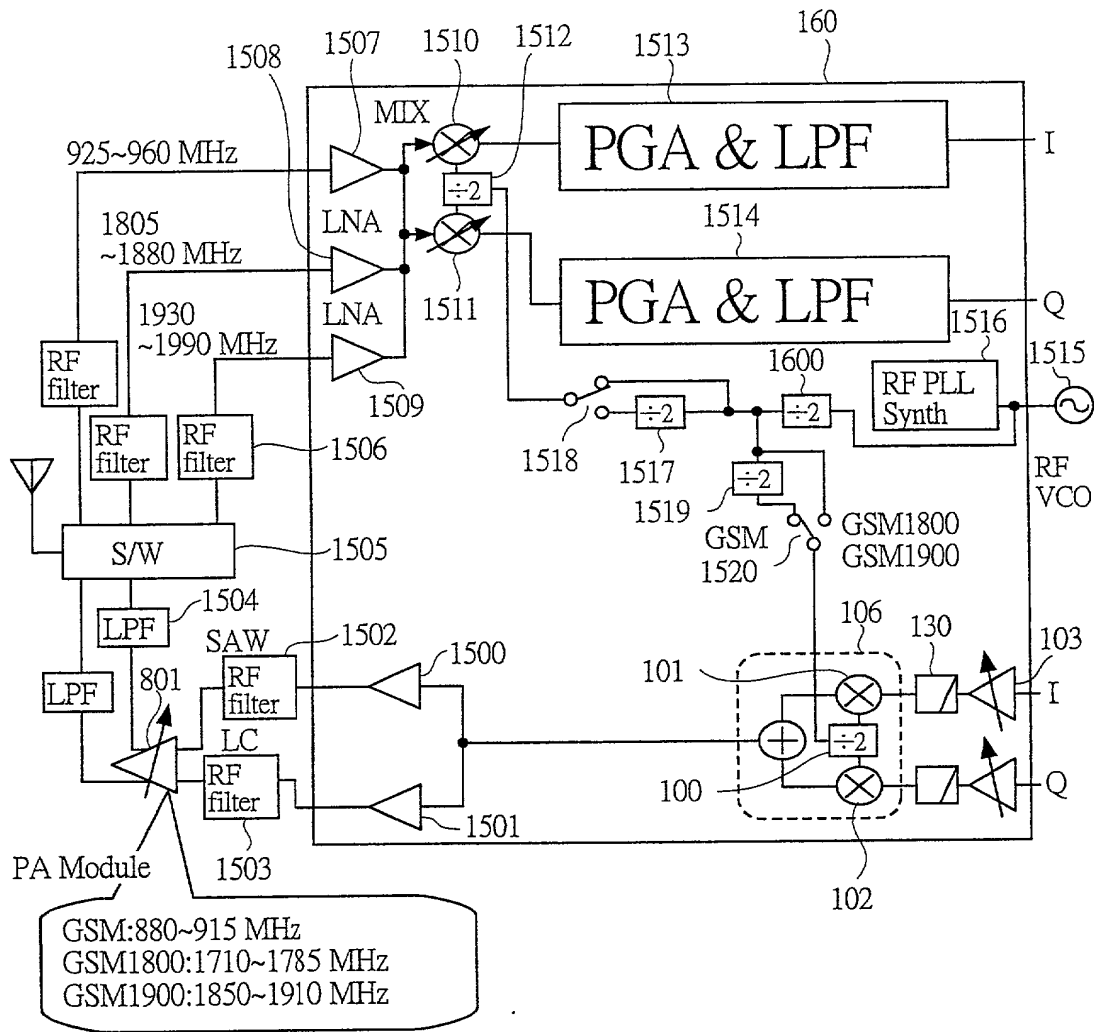 1507
1510
1512
1513
160
1508
MIX
925~960 MHz
÷2
PGA & LPF
I
LNA
1805
~1880 MHz
1514
LNA
1511
PGA & LPF
Q
1930
~1990 MHz
1516
1515
RF
filter
1509
1600
RF PLL
Synth
÷2
÷2
RF
filter
RF
filter
1506
1518
1517
÷2
1519
RF
VCO
S/W
1505
GSM
1520
GSM1800
GSM1900
1504
LPF
SAW
1502
1500
106
130
103
LPF
801
RF
filter
101
I
LC
÷2
RF
filter
100
Q
1501
1503
102
PA Module
GSM:880~915 MHz
GSM1800:1710~1785 MHz
GSM1900:1850~1910 MHz